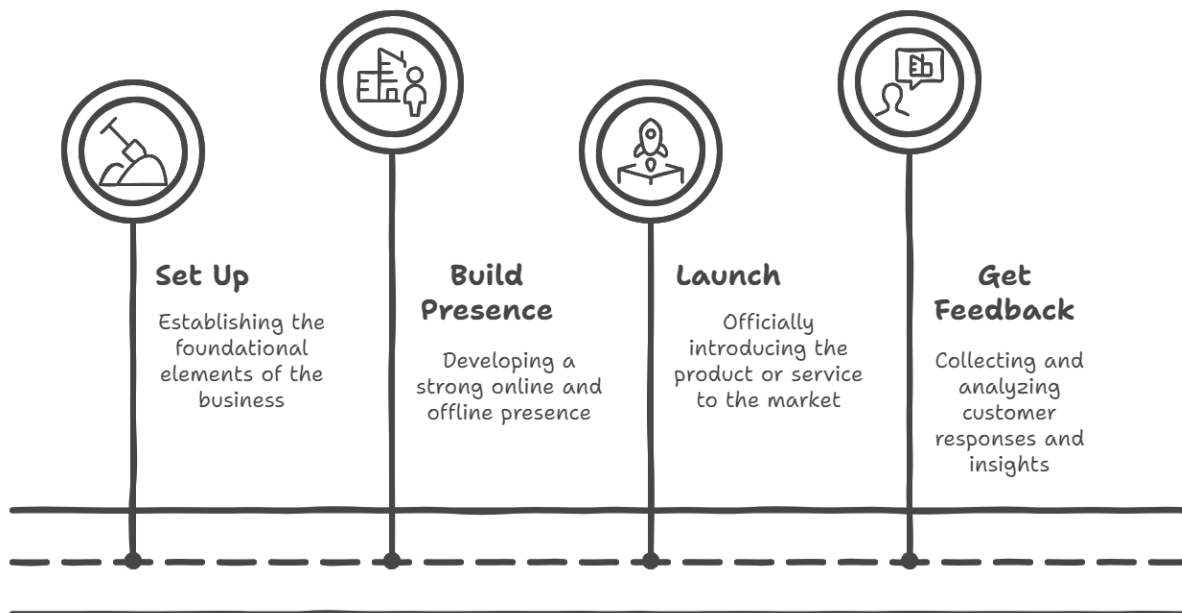 Set Up
Establishing the
foundational
elements of the
business
Build
Presence
Developing a
strong online and
offline presence
Launch
Officially
introducing the
product or service
to the market
Get
Feedback
Collecting and
analyzing
customer
responses and
insights